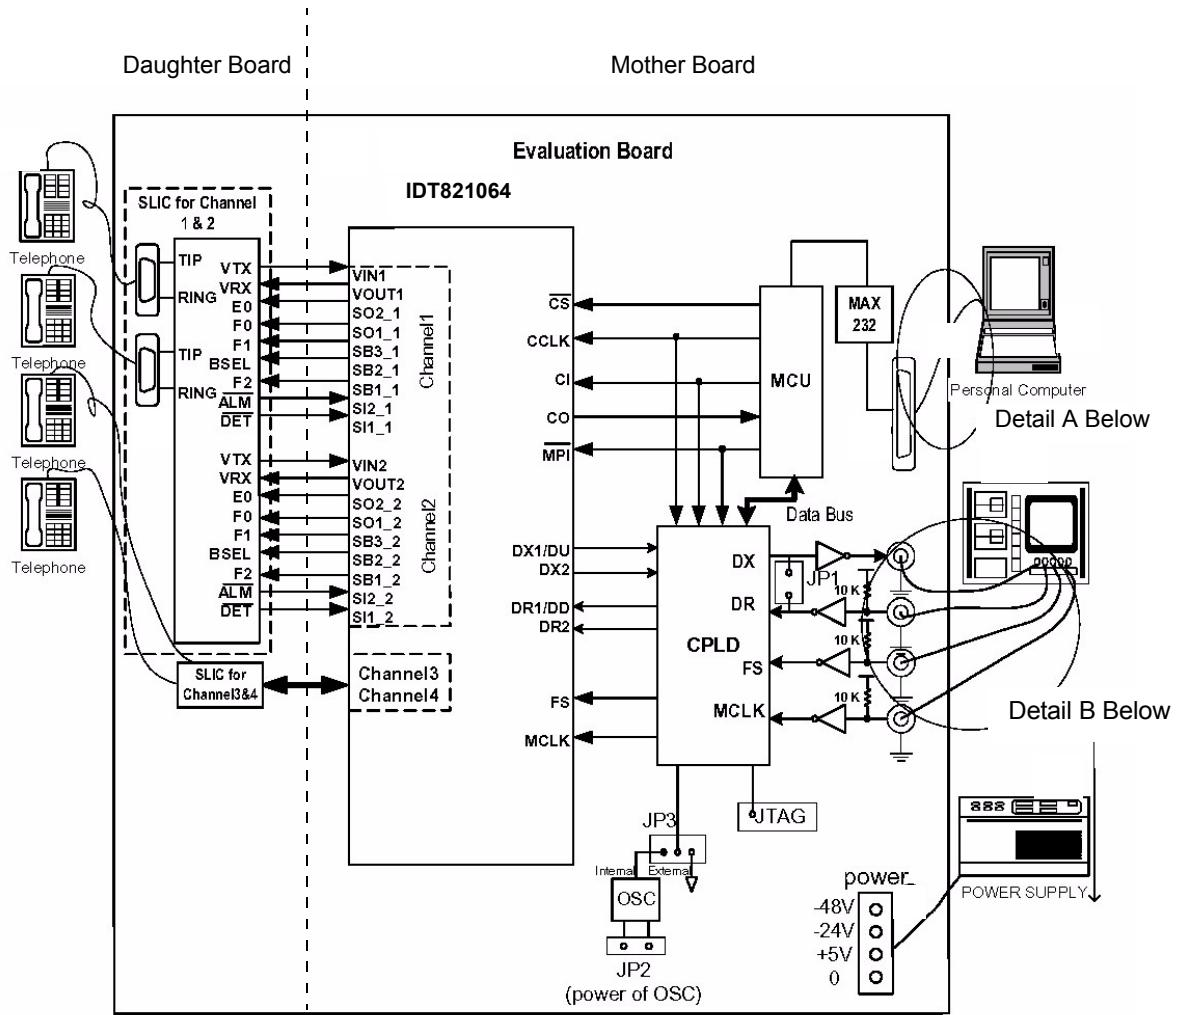 Daughter Board
Mother Board
Evaluation Board
IDT821064
SLIC for Channel
1 & 2
Telephone
Telephone
Telephone
Telephone
TIP
RING
TIP
RING
VTX
VRX
E0
F0
F1
BSEL
F2
ALM
DET
VTX
VRX
E0
F0
F1
BSEL
F2
ALM
DET
SLIC for
Channel3&4
VIN1
VOUT1
SO2_1
SO1_1
SB3_1
SB2_1
SB1_1
SI2_1
SI1_1
Channel1
VIN2
VOUT2
SO2_2
SO1_2
SB3_2
SB2_2
SB1_2
SI2_2
SI1_2
Channel2
Channel3
Channel4
CS
CCLK
CI
CO
MPI
DX1/DU
DX2
DR1/DD
DR2
FS
MCLK
MCU
MAX
232
Personal Computer
Detail A Below
Data Bus
CPLD
DX
DR
FS
MCLK
JP1
10 K
10 K
10 K
Detail B Below
JTAG
JP3
Internal
External
OSC
JP2
(power of OSC)
power
-48V
-24V
+5V
0
POWER SUPPLY